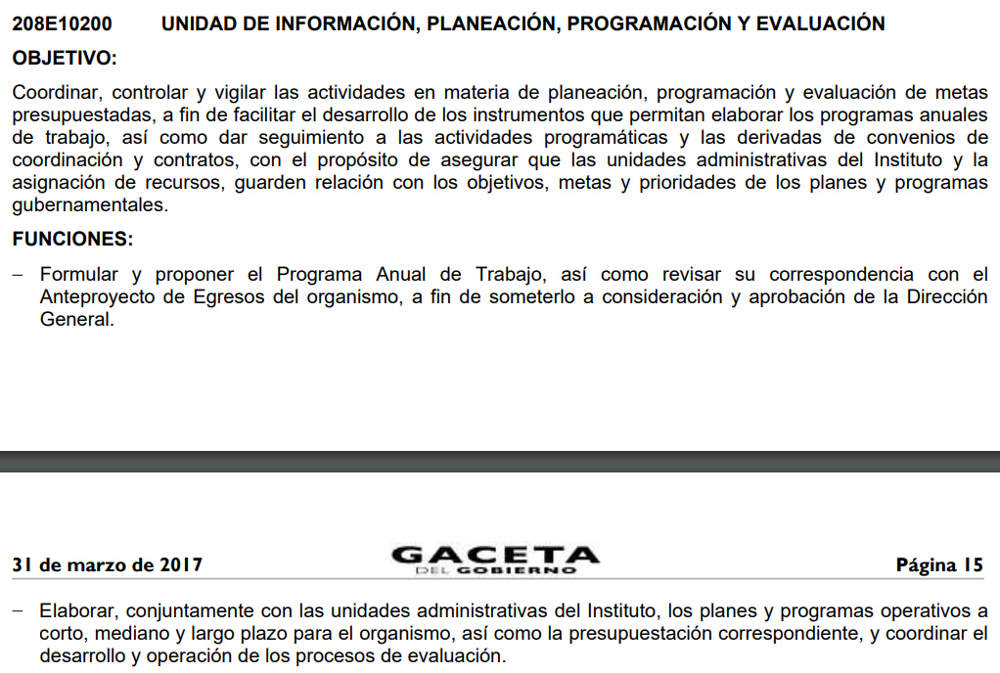 208E10200 UNIDAD DE INFORMACIÓN, PLANEACIÓN, PROGRAMACIÓN Y EVALUACIÓN
OBJETIVO:
Coordinar, controlar y vigilar las actividades en materia de planeación, programación y evaluación de metas
presupuestadas, a fin de facilitar el desarrollo de los instrumentos que permitan elaborar los programas anuales
de trabajo, así como dar seguimiento a las actividades programáticas y las derivadas de convenios de
coordinación y contratos, con el propósito de asegurar que las unidades administrativas del Instituto y la
asignación de recursos, guarden relación con los objetivos, metas y prioridades de los planes y programas
gubernamentales.
FUNCIONES:
– Formular y proponer el Programa Anual de Trabajo, así como revisar su correspondencia con el
Anteproyecto de Egresos del organismo, a fin de someterlo a consideración y aprobación de la Dirección
General.
31 de marzo de 2017 GACETA Página 15
DEL GOBIERNO
– Elaborar, conjuntamente con las unidades administrativas del Instituto, los planes y programas operativos a
corto, mediano y largo plazo para el organismo, así como la presupuestación correspondiente, y coordinar el
desarrollo y operación de los procesos de evaluación.